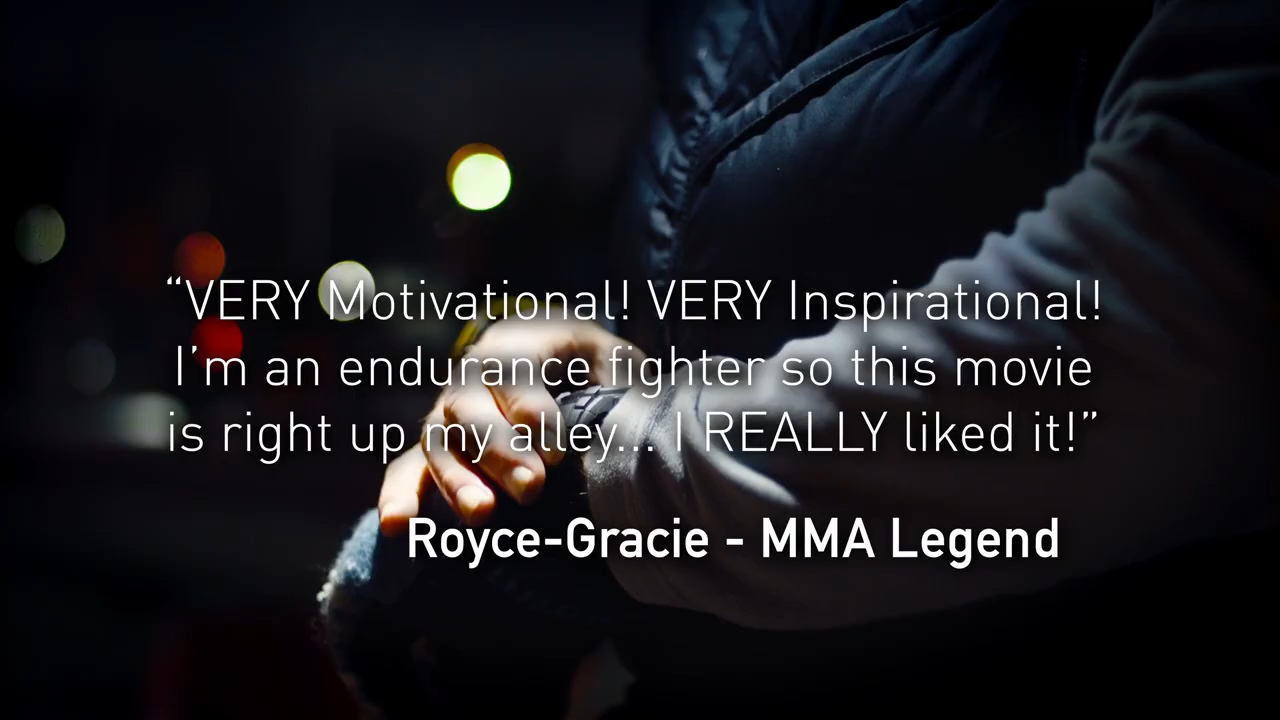 “VERY Motivational! VERY Inspirational!
I’m an endurance fighter so this movie
is right up my alley... I REALLY liked it!”
Royce-Gracie - MMA Legend